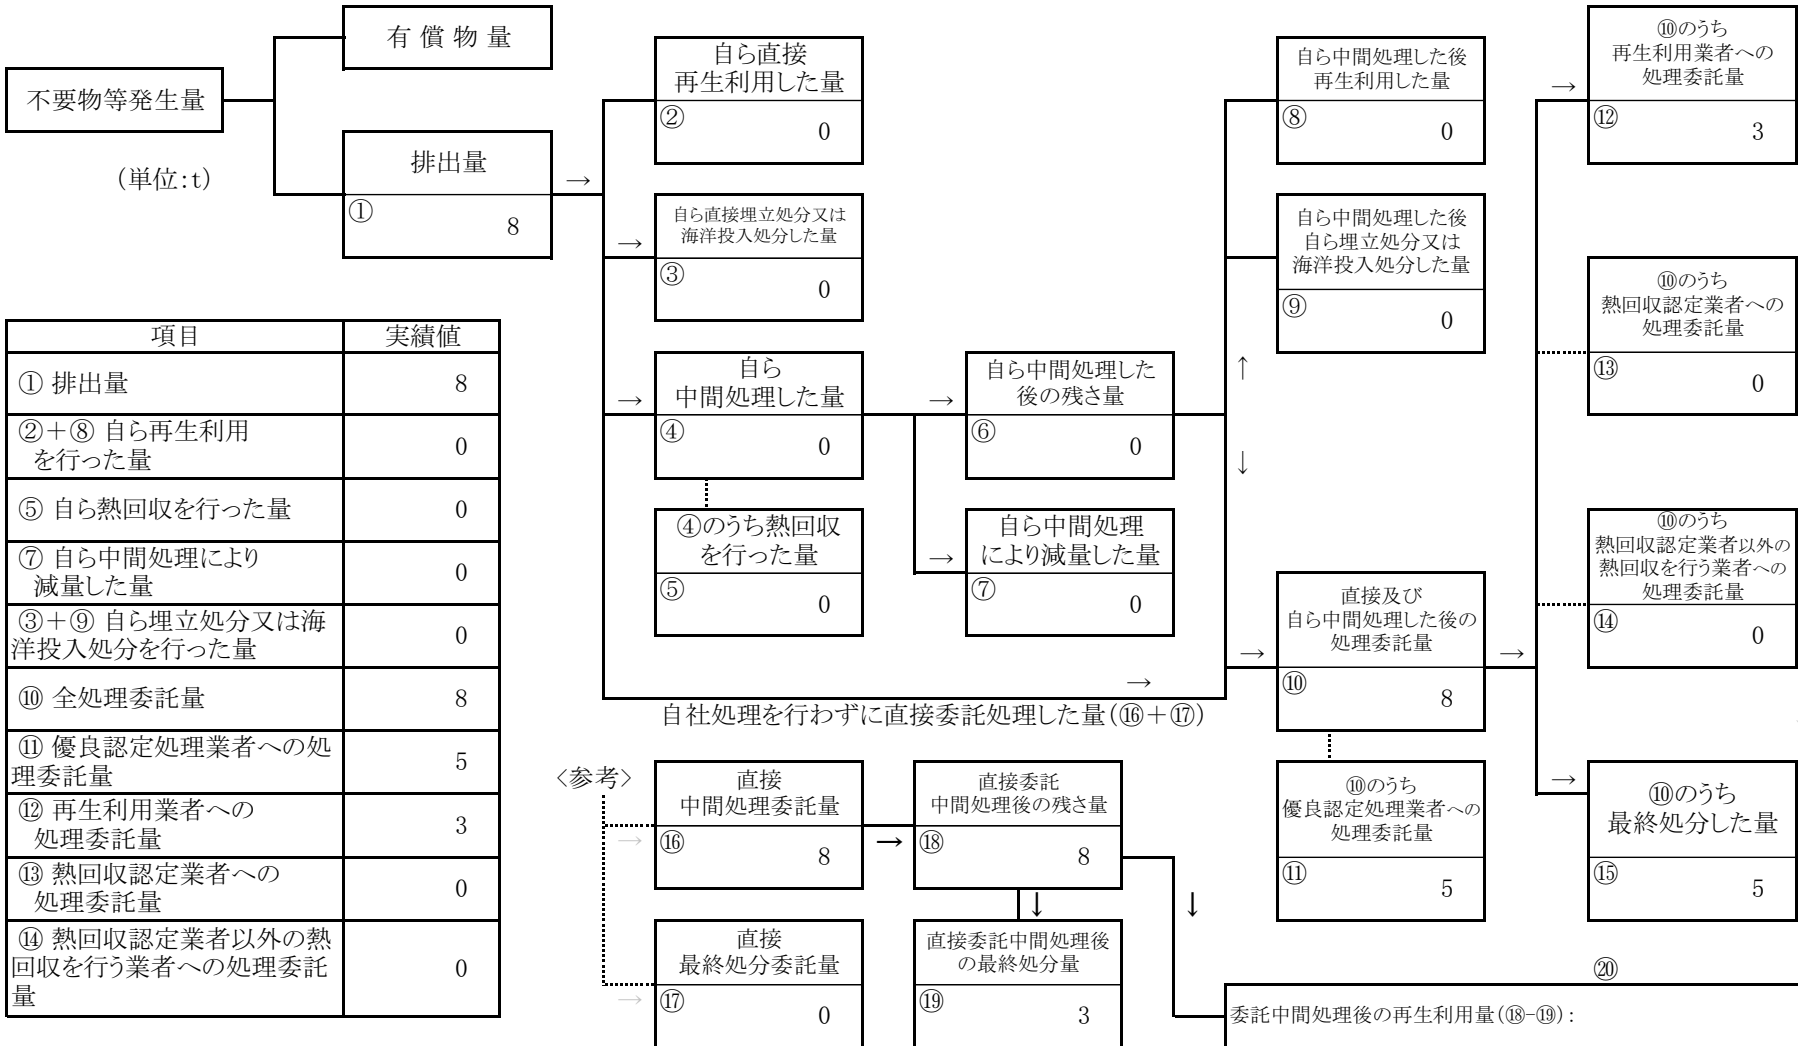 有 償 物 量
不要物等発生量
（単位:t）
排出量
①
8
→
自ら直接
再生利用した量
②
0
→
自ら直接埋立処分又は
海洋投入処分した量
③
0
→
自ら
中間処理した量
④
0
④のうち熱回収
を行った量
⑤
0
→
自ら中間処理した
後の残さ量
⑥
0
→
自ら中間処理
により減量した量
⑦
0
自ら中間処理した後
再生利用した量
⑧
0
自ら中間処理した後
自ら埋立処分又は
海洋投入処分した量
⑨
0
↑
↓
→
自社処理を行わずに直接委託処理した量（⑯＋⑰）
→
直接及び
自ら中間処理した後の
処理委託量
⑩
8
→
⑩のうち
優良認定処理業者への
処理委託量
⑪
5
→
⑩のうち
再生利用業者への
処理委託量
⑫
3
⑩のうち
熱回収認定業者への
処理委託量
⑬
0
⑩のうち
熱回収認定業者以外の
熱回収を行う業者への
処理委託量
⑭
0
→
⑩のうち
最終処分した量
⑮
5
項目 実績値
① 排出量 8
②＋⑧ 自ら再生利用
を行った量 0
⑤ 自ら熱回収を行った量 0
⑦ 自ら中間処理により
減量した量 0
③＋⑨ 自ら埋立処分又は海
洋投入処分を行った量 0
⑩ 全処理委託量 8
⑪ 優良認定処理業者への処
理委託量 5
⑫ 再生利用業者への
処理委託量 3
⑬ 熱回収認定業者への
処理委託量 0
⑭ 熱回収認定業者以外の熱
回収を行う業者への処理委託
量 0
〈参考〉
→
直接
中間処理委託量
⑯
8
→
直接委託
中間処理後の残さ量
⑱
8
↓
↓
→
直接
最終処分委託量
⑰
0
直接委託中間処理後
の最終処分量
⑲
3
⑳
委託中間処理後の再生利用量（⑱-⑲）: